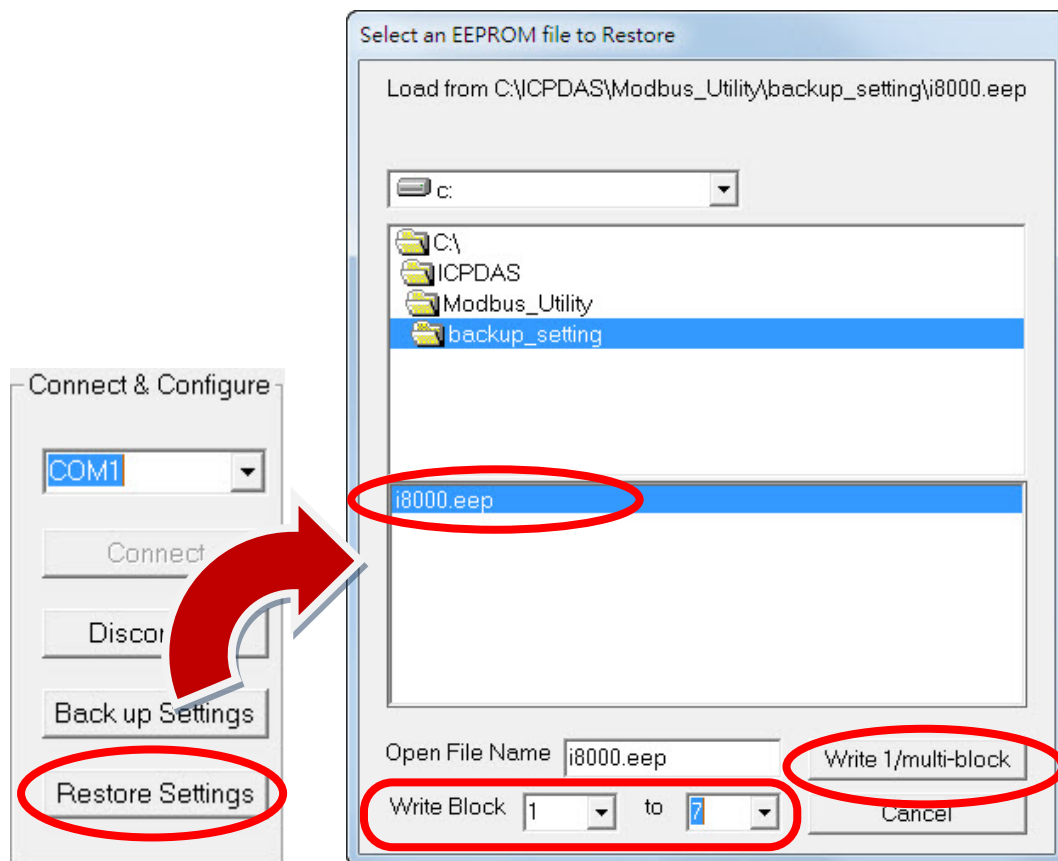 Connect & Configure
COM1
Connect
Back up Settings
Restore Settings
Select an EEPROM file to Restore
Load from C:\ICPDAS\Modbus_Utility\backup_setting\i8000.eep
c:
C:\
ICPDAS
Modbus_Utility
backup_setting
i8000.eep
Open File Name i8000.eep
Write 1/multi-block
Write Block 1 to 7
Cancel